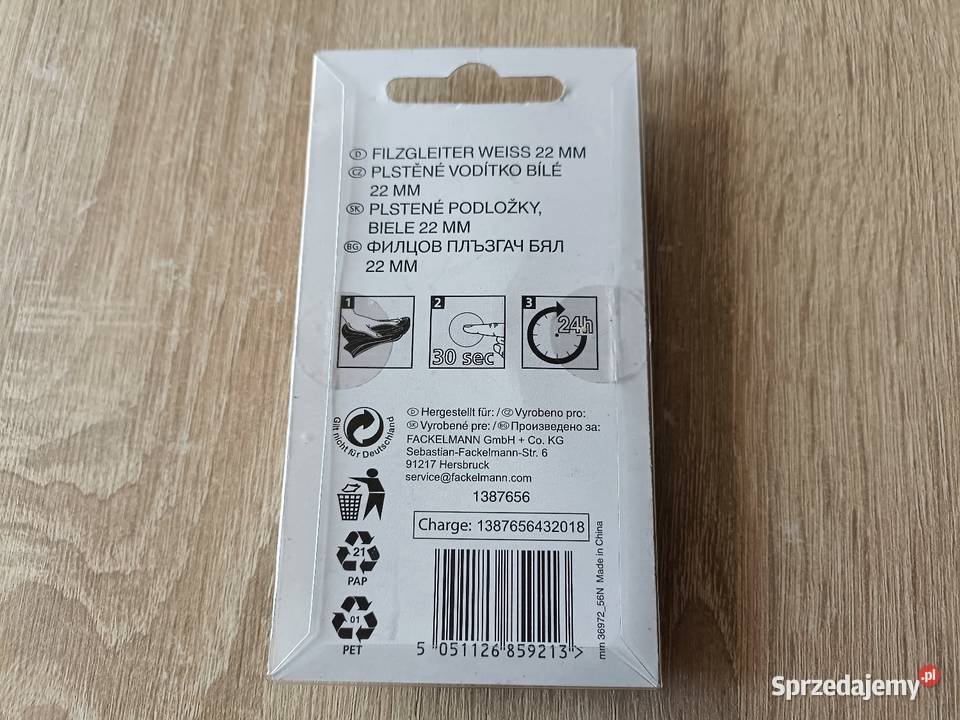 D FILZGLEITER WEISS 22 MM
CZ PLSTĚNÉ VODÍTKO BÍLÉ
22 MM
SK PLSTENÉ PODLOŽKY,
BIELE 22 MM
BG ФИЛЦОВ ПЛЪЗГАЧ БЯЛ
22 MM
1 2 3
30 sec 24h
D Hergestellt für: / CZ Vyrobeno pro:
SK Vyrobené pre: / BG Произведено за:
FACKELMANN GmbH + Co. KG
Sebastian-Fackelmann-Str. 6
91217 Hersbruck
service@fackelmann.com
Gilt nicht für Deutschland
1387656
Charge: 1387656432018
21
PAP
01
PET
5 051126 859213 >
mm 36972_56N Made in China
Sprzedajemy.pl